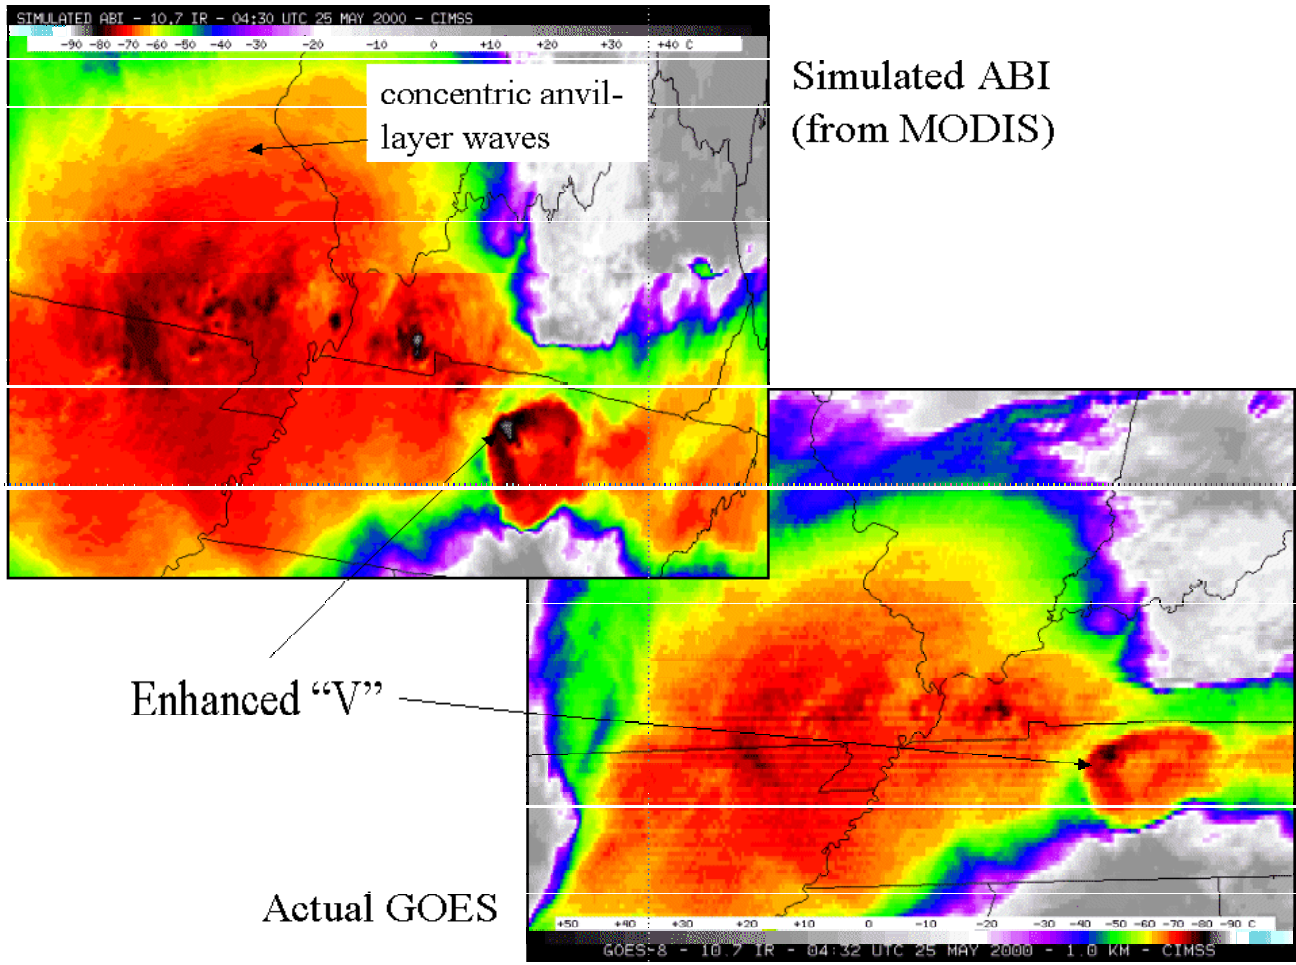 SIMULATED ABI - 10.7 IR - 04:30 UTC 25 MAY 2000 - CIMSS
-90 -80 -70 -60 -50 -40 -30 -20 -10 0 +10 +20 +30 +40 C
concentric anvil-
layer waves
Simulated ABI
(from MODIS)
Enhanced “V”
Actual GOES
+50 +40 +30 +20 +10 0 -10 -20 -30 -40 -50 -60 -70 -80 -90 C
GOES-8 - 10.7 IR - 04:32 UTC 25 MAY 2000 - 1.0 KM - CIMSS